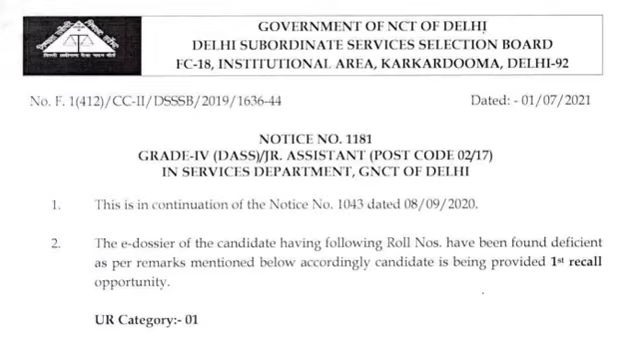 GOVERNMENT OF NCT OF DELHI
DELHI SUBORDINATE SERVICES SELECTION BOARD
FC-18, INSTITUTIONAL AREA, KARKARDOOMA, DELHI-92
No. F. 1(412)/CC-II/DSSSB/2019/1636-44 Dated: - 01/07/2021
NOTICE NO. 1181
GRADE-IV (DASS)/JR. ASSISTANT (POST CODE 02/17)
IN SERVICES DEPARTMENT, GNCT OF DELHI
1. This is in continuation of the Notice No. 1043 dated 08/09/2020.
2. The e-dossier of the candidate having following Roll Nos. have been found deficient
as per remarks mentioned below accordingly candidate is being provided 1st recall
opportunity.
UR Category:- 01